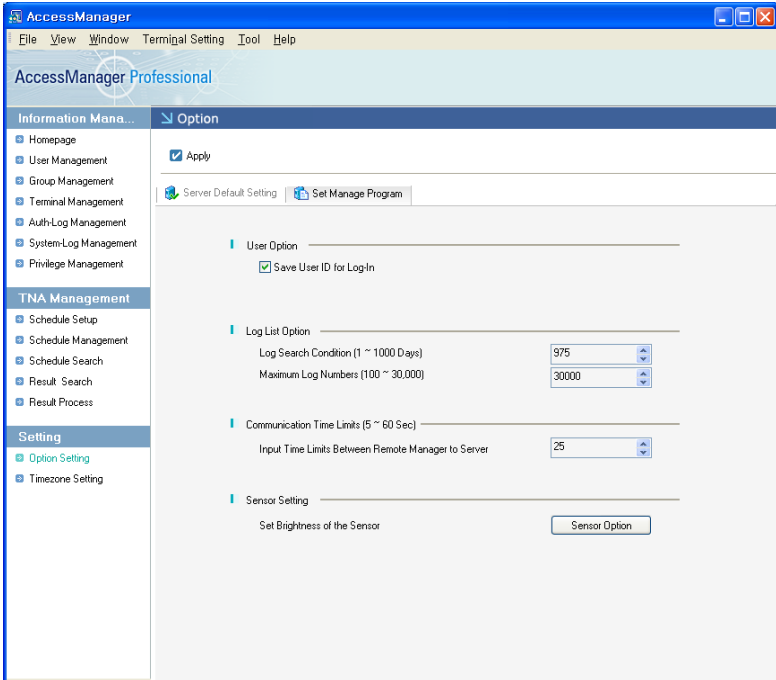 AccessManager
File View Window Terminal Setting Tool Help
AccessManager Professional
Information Mana...
Homepage
User Management
Group Management
Terminal Management
Auth-Log Management
System-Log Management
Privilege Management
TNA Management
Schedule Setup
Schedule Management
Schedule Search
Result Search
Result Process
Setting
Option Setting
Timezone Setting
Option
Apply
Server Default Setting Set Manage Program
User Option
Save User ID for Log-In
Log List Option
Log Search Condition (1 ~ 1000 Days) 975
Maximum Log Numbers (100 ~ 30,000) 30000
Communication Time Limits (5 ~ 60 Sec)
Input Time Limits Between Remote Manager to Server 25
Sensor Setting
Set Brightness of the Sensor Sensor Option